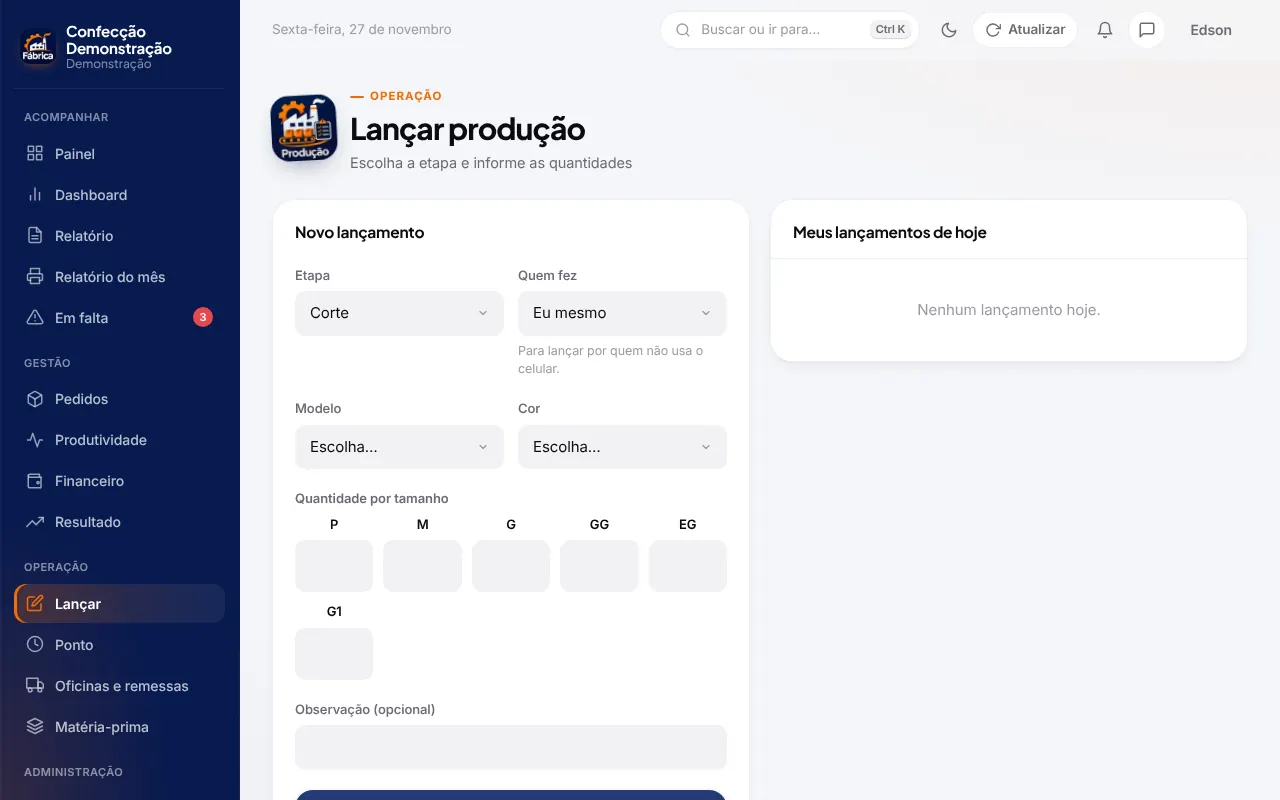 Fábrica
Confecção
Demonstração
Demonstração
ACOMPANHAR
Painel
Dashboard
Relatório
Relatório do mês
Em falta
3
GESTÃO
Pedidos
Produtividade
Financeiro
Resultado
OPERAÇÃO
Lançar
Ponto
Oficinas e remessas
Matéria-prima
ADMINISTRAÇÃO
Sexta-feira, 27 de novembro
Buscar ou ir para...
Ctrl K
Atualizar
Edson
Produção
— OPERAÇÃO
Lançar produção
Escolha a etapa e informe as quantidades
Novo lançamento
Etapa
Quem fez
Corte
Eu mesmo
Para lançar por quem não usa o
celular.
Modelo
Cor
Escolha...
Escolha...
Quantidade por tamanho
P M G GG EG
G1
Observação (opcional)
Meus lançamentos de hoje
Nenhum lançamento hoje.